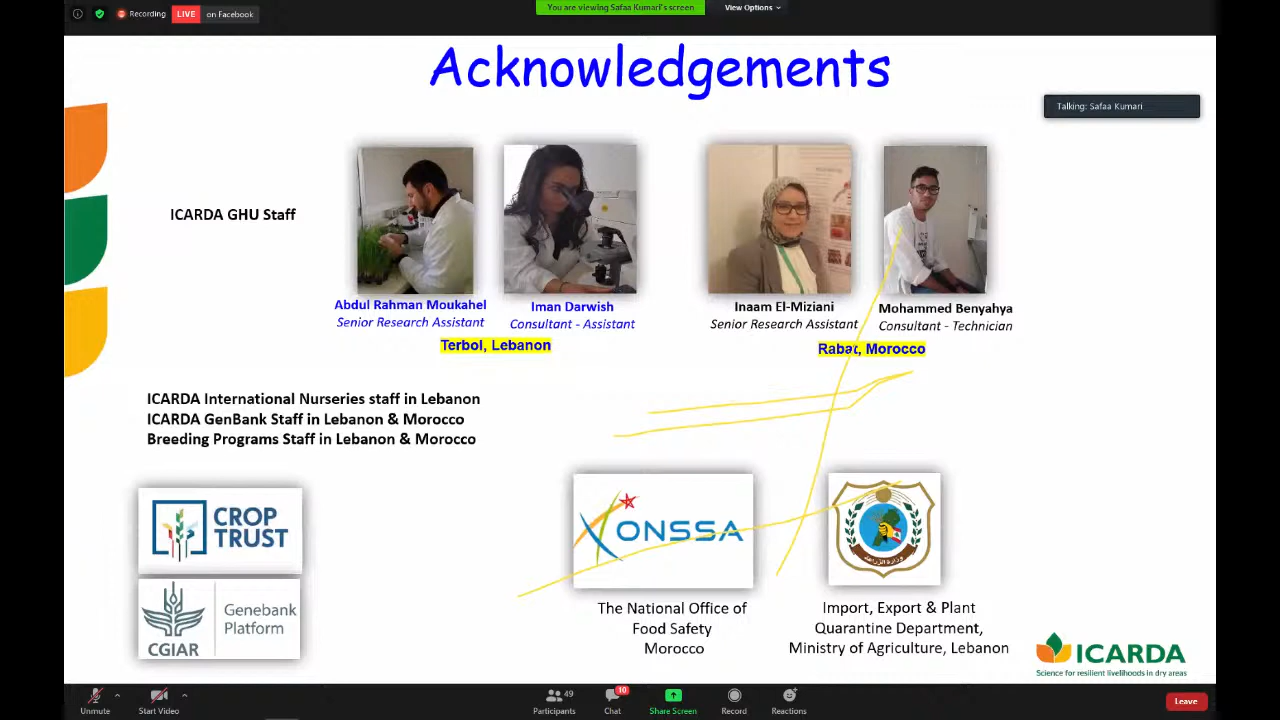 Recording
LIVE
on Facebook
You are viewing Safaa Kumari's screen
View Options
Acknowledgements
Talking: Safaa Kumari
ICARDA GHU Staff
Abdul Rahman Moukahel
Senior Research Assistant
Iman Darwish
Consultant - Assistant
Terbol, Lebanon
Inaam El-Miziani
Senior Research Assistant
Mohammed Benyahya
Consultant - Technician
Rabat, Morocco
ICARDA International Nurseries staff in Lebanon
ICARDA GenBank Staff in Lebanon & Morocco
Breeding Programs Staff in Lebanon & Morocco
CROP
TRUST
CGIAR
Genebank
Platform
ONSSA
The National Office of
Food Safety
Morocco
وزارة الزراعة
Import, Export & Plant
Quarantine Department,
Ministry of Agriculture, Lebanon
ICARDA
Science for resilient livelihoods in dry areas
Unmute
Start Video
49
Participants
10
Chat
Share Screen
Record
Reactions
Leave